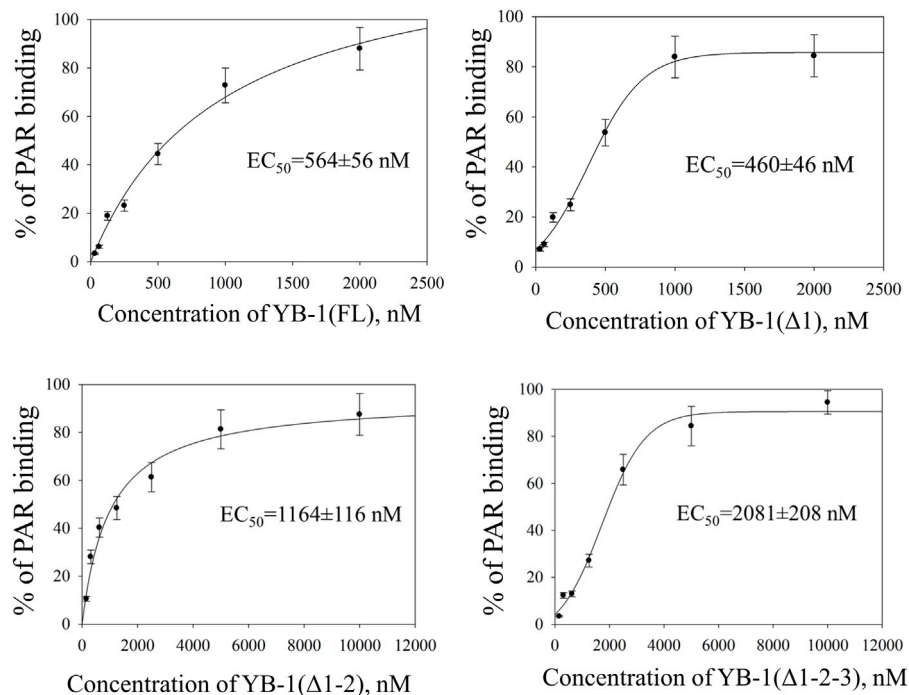 % of PAR binding
100
80
60
40
20
0
EC50=564±56 nM
0 500 1000 1500 2000 2500
Concentration of YB-1(FL), nM
% of PAR binding
100
80
60
40
20
0
EC50=460±46 nM
0 500 1000 1500 2000 2500
Concentration of YB-1(Δ1), nM
% of PAR binding
100
80
60
40
20
0
EC50=1164±116 nM
0 2000 4000 6000 8000 10000 12000
Concentration of YB-1(Δ1-2), nM
% of PAR binding
100
80
60
40
20
0
EC50=2081±208 nM
0 2000 4000 6000 8000 10000 12000
Concentration of YB-1(Δ1-2-3), nM